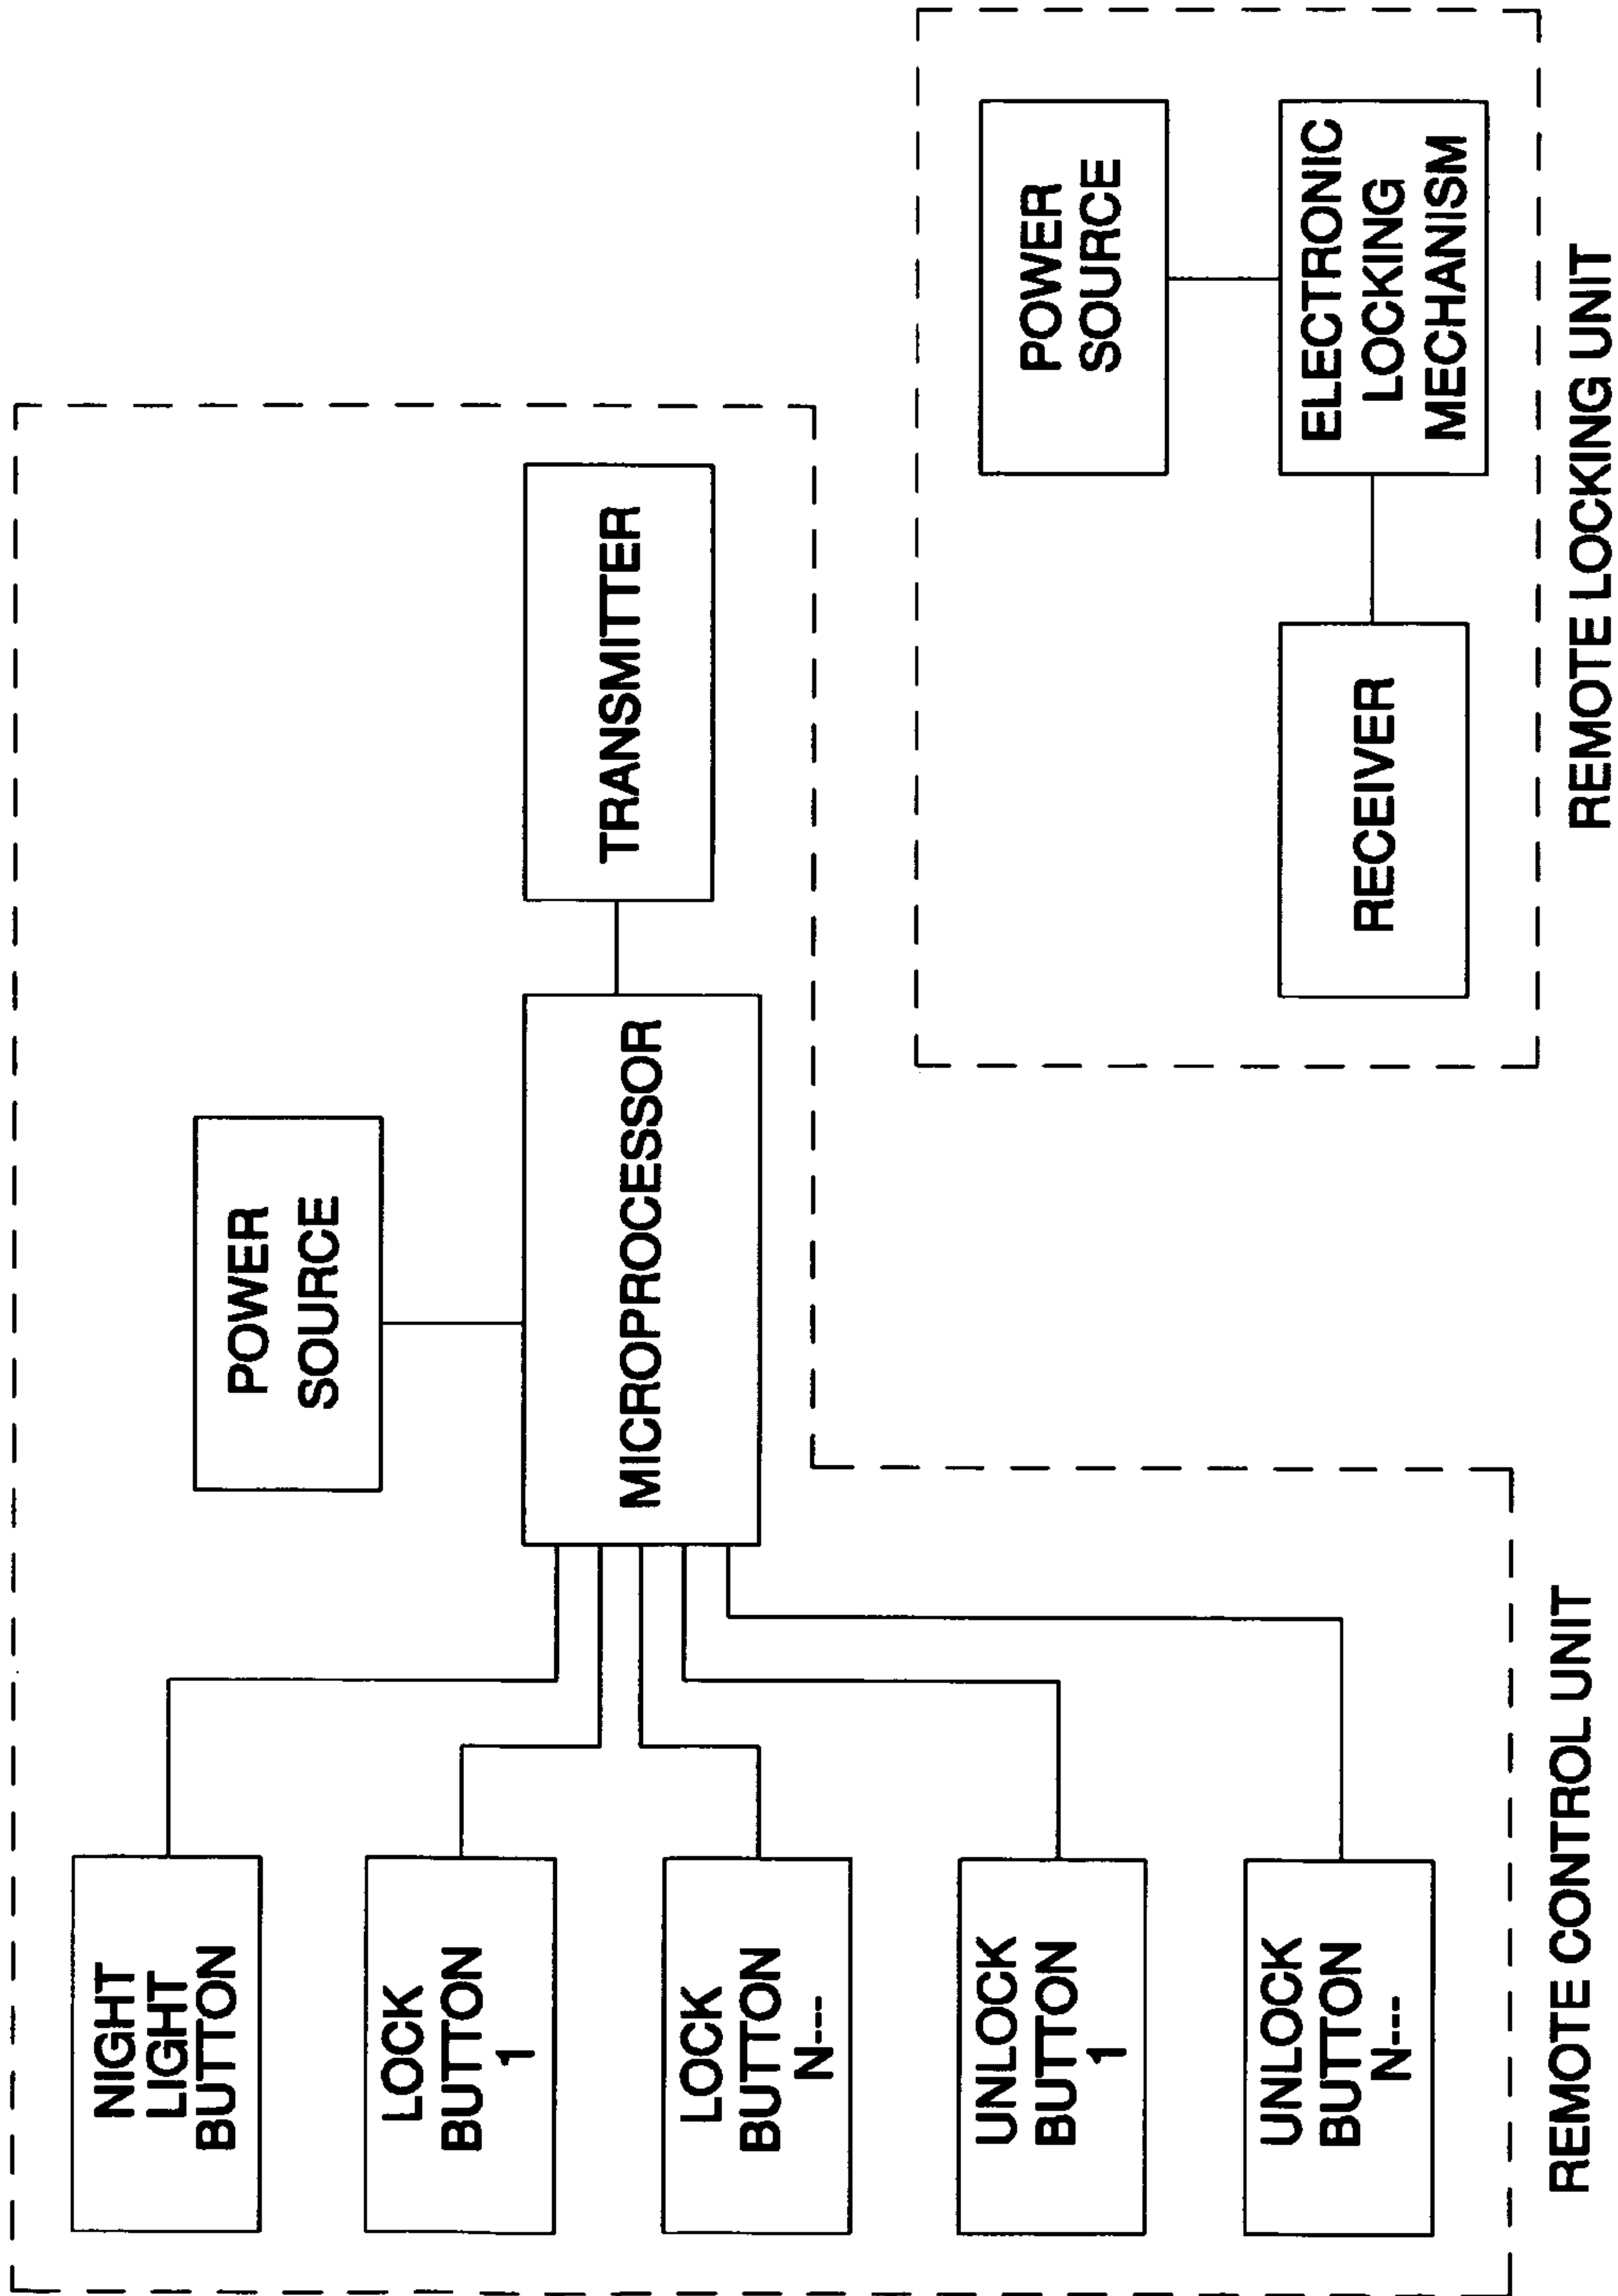 NIGHT
LIGHT
BUTTON
LOCK
BUTTON
1
LOCK
BUTTON
N---
UNLOCK
BUTTON
1
UNLOCK
BUTTON
N---
POWER
SOURCE
MICROPROCESSOR
TRANSMITTER
REMOTE CONTROL UNIT
POWER
SOURCE
RECEIVER
ELECTRONIC
LOCKING
MECHANISM
REMOTE LOCKING UNIT